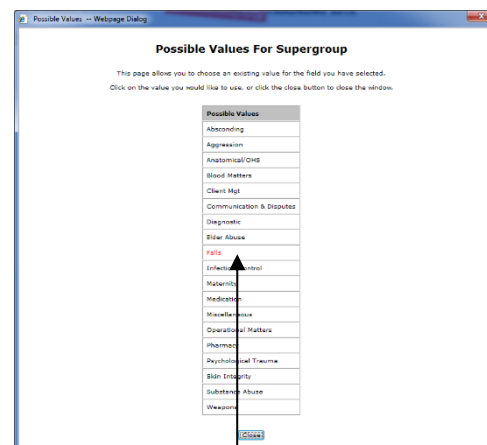 Possible Values -- Webpage Dialog
Possible Values For Supergroup
This page allows you to choose an existing value for the field you have selected.
Click on the value you would like to use, or click the close button to close the window.
Possible Values
Absconding
Aggression
Anatomical/OHS
Blood Matters
Client Mgt
Communication & Disputes
Diagnostic
Elder Abuse
Falls
Infection Control
Maternity
Medication
Miscellaneous
Operational Matters
Pharmacy
Psychological Trauma
Skin Integrity
Substance Abuse
Weapons
[Close]